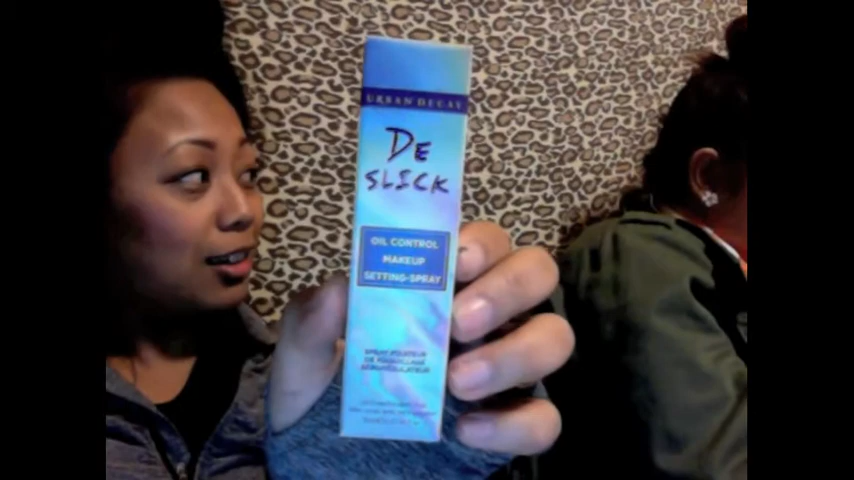 URBAN DECAY
DE
SLICK
OIL CONTROL
MAKEUP
SETTING-SPRAY
SPRAY FIXATEUR
DE MAQUILLAGE